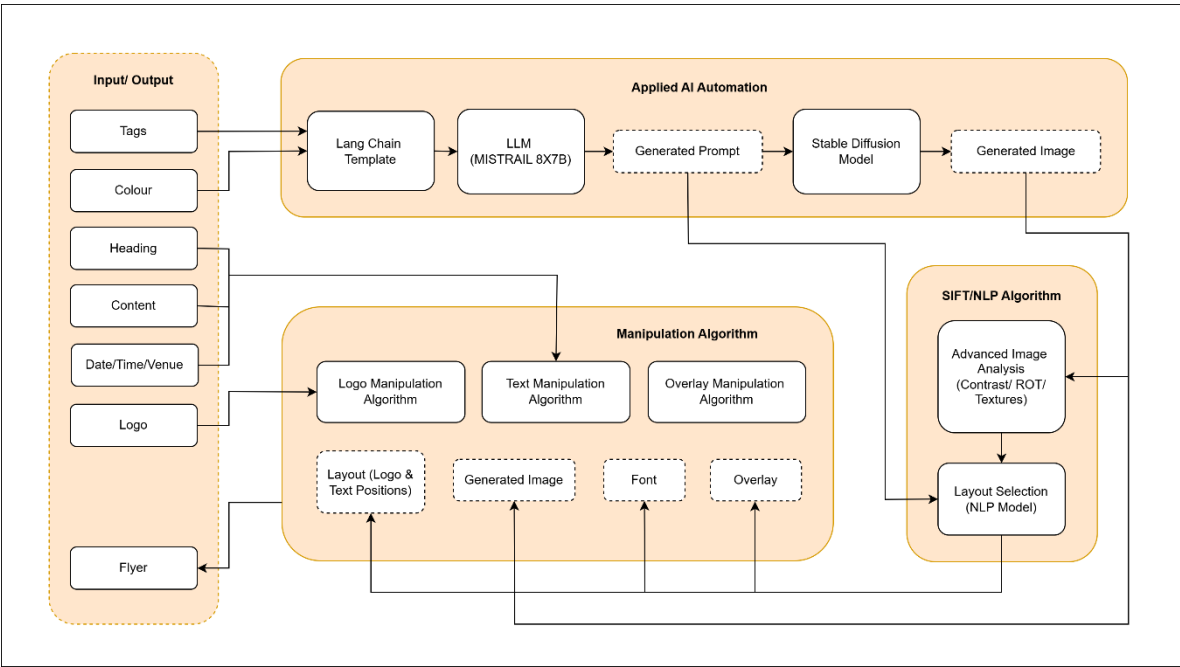 Input/ Output
Tags
Colour
Heading
Content
Date/Time/Venue
Logo
Flyer
Applied AI Automation
Lang Chain
Template
LLM
(MISTRAIL 8X7B)
Generated Prompt
Stable Diffusion
Model
Generated Image
Manipulation Algorithm
Logo Manipulation
Algorithm
Text Manipulation
Algorithm
Overlay Manipulation
Algorithm
Layout (Logo &
Text Positions)
Generated Image
Font
Overlay
SIFT/NLP Algorithm
Advanced Image
Analysis
(Contrast/ ROT/
Textures)
Layout Selection
(NLP Model)